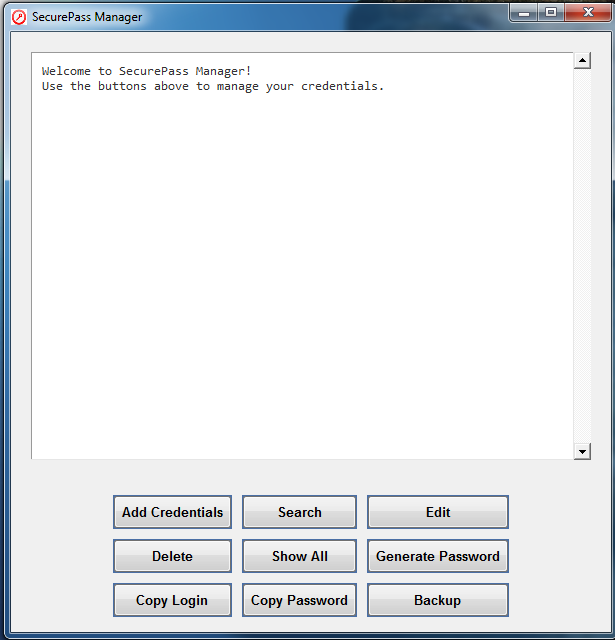 SecurePass Manager
Welcome to SecurePass Manager!
Use the buttons above to manage your credentials.
Add Credentials Search Edit
Delete Show All Generate Password
Copy Login Copy Password Backup